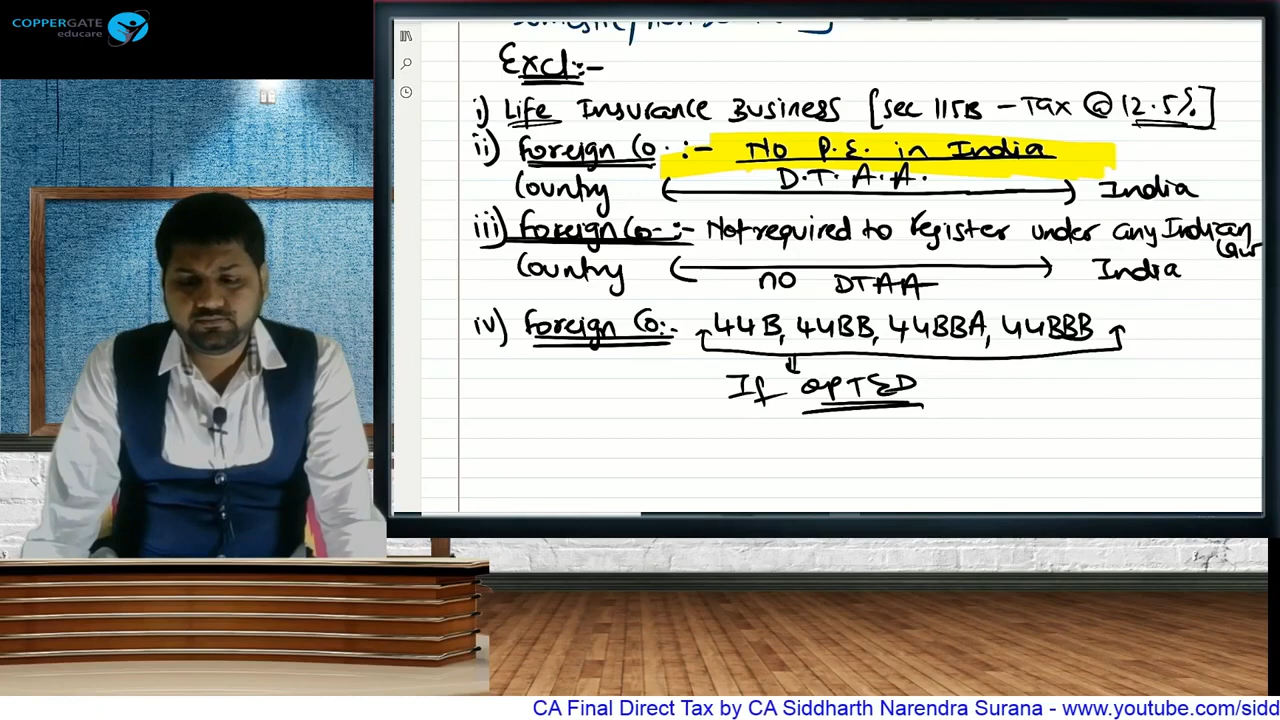 COPPERGATE
educare
Excl:-
i) Life Insurance Business [Sec 115B - Tax @ 12.5%]
ii) Foreign Co. :- No P.E. in India
Country D.T.A.A. India
iii) Foreign Co- :- Not required to register under any Indian Law
Country no DTAA India
iv) Foreign Co:- 44B, 44BB, 44BBA, 44BBB
If OPTED
CA Final Direct Tax by CA Siddharth Narendra Surana - www.youtube.com/sidd